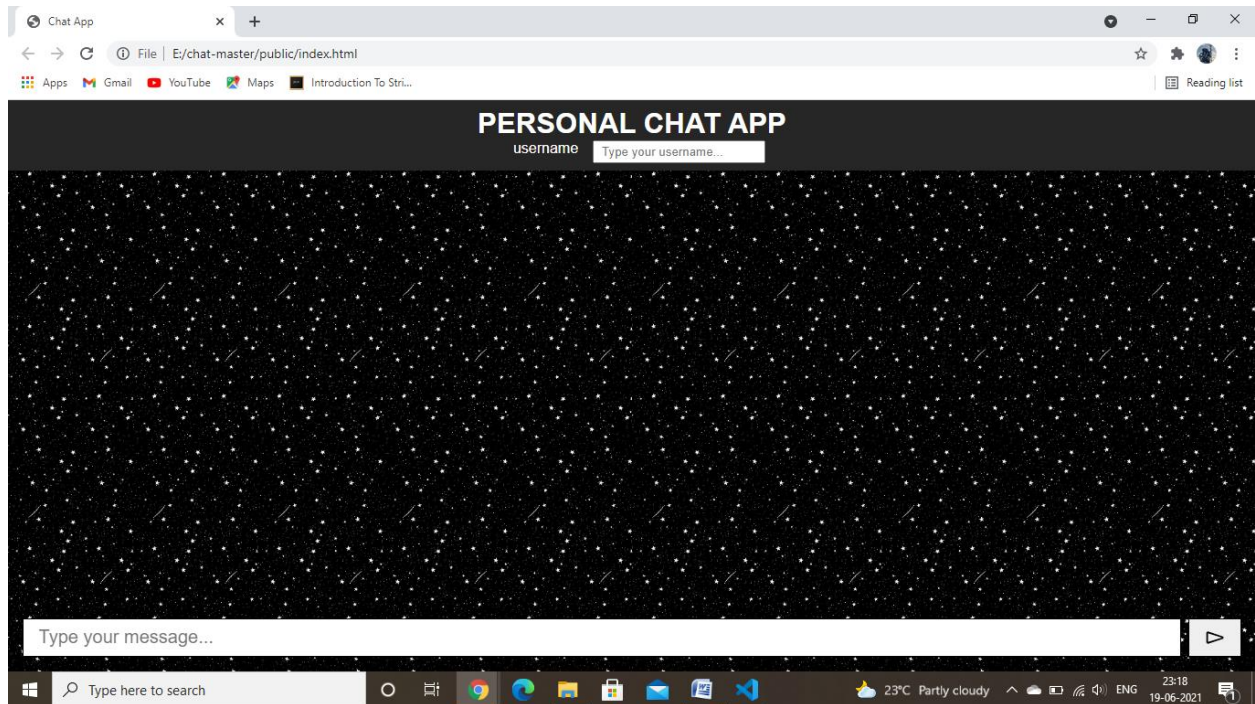 Chat App
File | E:/chat-master/public/index.html
Apps Gmail YouTube Maps Introduction To Stri...
Reading list
PERSONAL CHAT APP
username Type your username...
Type your message...
Type here to search
23°C Partly cloudy
ENG
23:18
19-06-2021
1